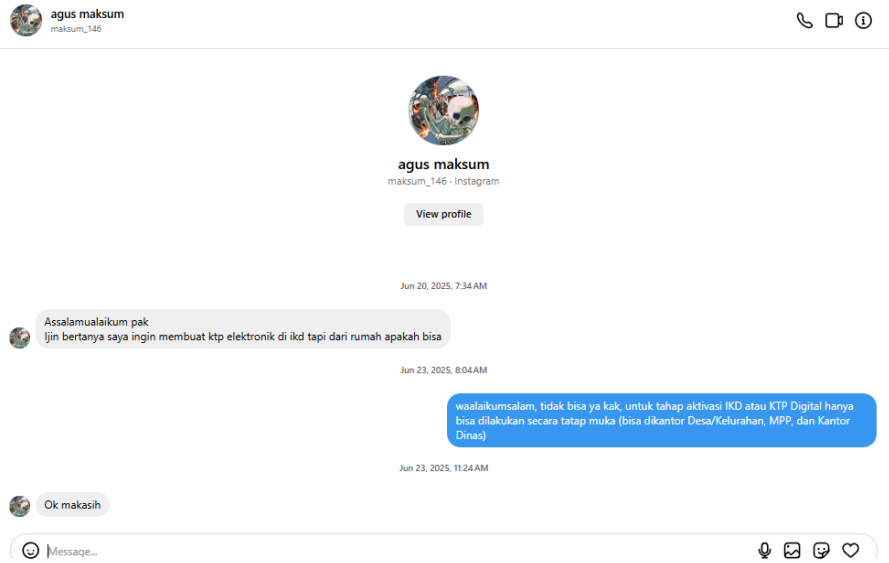 agus maksum
maksum_146
agus maksum
maksum_146 · Instagram
View profile
Jun 20, 2025, 7:34 AM
Assalamualaikum pak
Ijin bertanya saya ingin membuat ktp elektronik di ikd tapi dari rumah apakah bisa
Jun 23, 2025, 8:04 AM
waalaikumsalam, tidak bisa ya kak, untuk tahap aktivasi IKD atau KTP Digital hanya
bisa dilakukan secara tatap muka (bisa dikantor Desa/Kelurahan, MPP, dan Kantor
Dinas)
Jun 23, 2025, 11:24 AM
Ok makasih
Message...